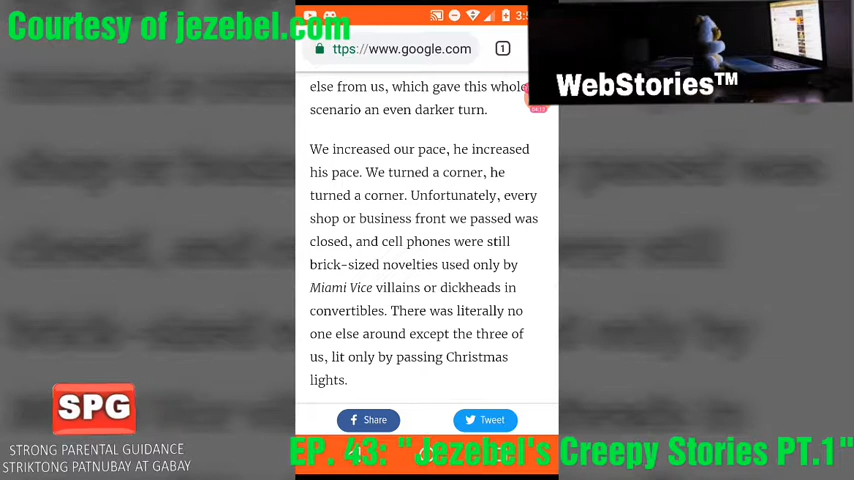 Courtesy of jezebel.com
ttps://www.google.com
1
WebStories™
else from us, which gave this whole
scenario an even darker turn.
We increased our pace, he increased
his pace. We turned a corner, he
turned a corner. Unfortunately, every
shop or business front we passed was
closed, and cell phones were still
brick-sized novelties used only by
Miami Vice villains or dickheads in
convertibles. There was literally no
one else around except the three of
us, lit only by passing Christmas
lights.
Share
Tweet
SPG
STRONG PARENTAL GUIDANCE
STRIKTONG PATNUBAY AT GABAY
EP. 43: "Jezebel's Creepy Stories PT.1"